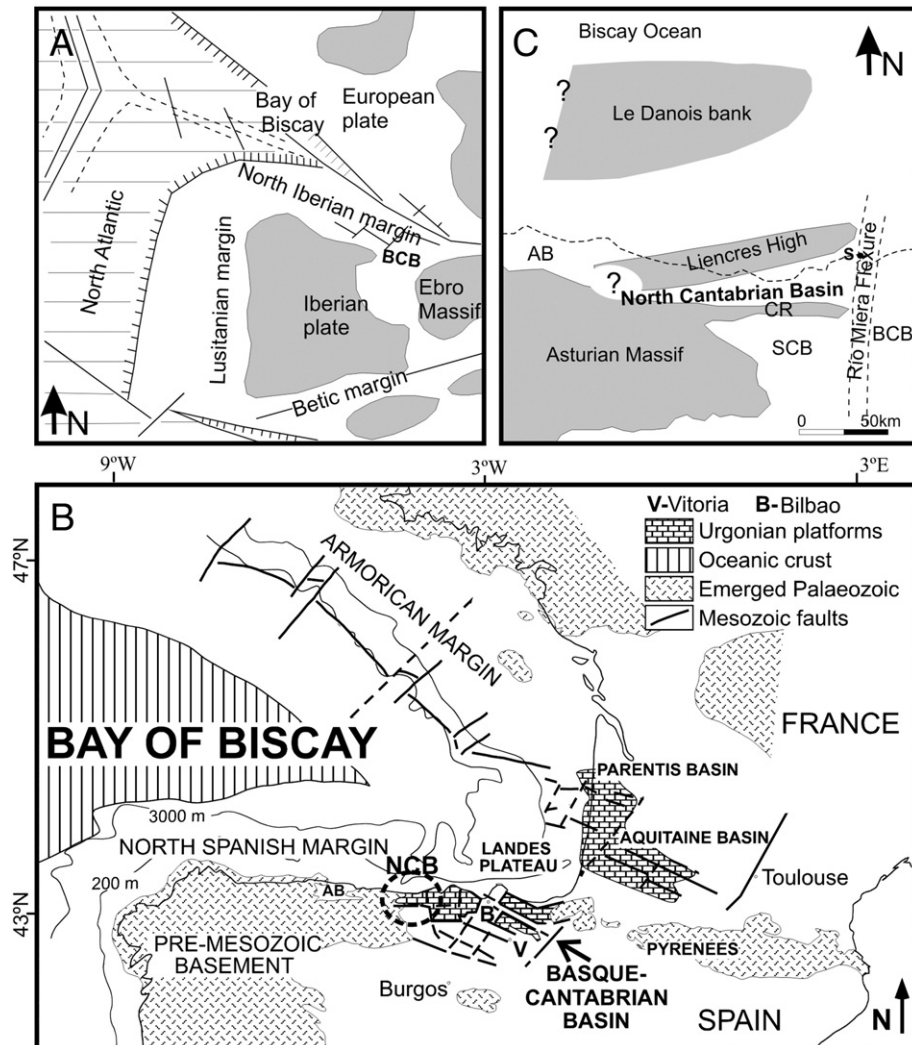 A
N
Bay of
Biscay
European
plate
North Atlantic
North Iberian margin
BCB
Lusitanian margin
Iberian
plate
Ebro
Massif
Betic margin
C
Biscay Ocean
N
?
?
Le Danois bank
AB
Liencres High
S
?
North Cantabrian Basin
CR
Río Miera Flexure
BCB
SCB
Asturian Massif
0 50km
9ºW
3ºW
3ºE
B
V-Vitoria B-Bilbao
Urgonian platforms
Oceanic crust
Emerged Palaeozoic
Mesozoic faults
47ºN
ARMORICAN MARGIN
BAY OF BISCAY
FRANCE
PARENTIS BASIN
3000 m
AQUITAINE BASIN
NORTH SPANISH MARGIN
LANDES
PLATEAU
NCB
Toulouse
200 m
AB
43ºN
B
PRE-MESOZOIC
BASEMENT
V
PYRENEES
Burgos
BASQUE-
CANTABRIAN
BASIN
SPAIN
N